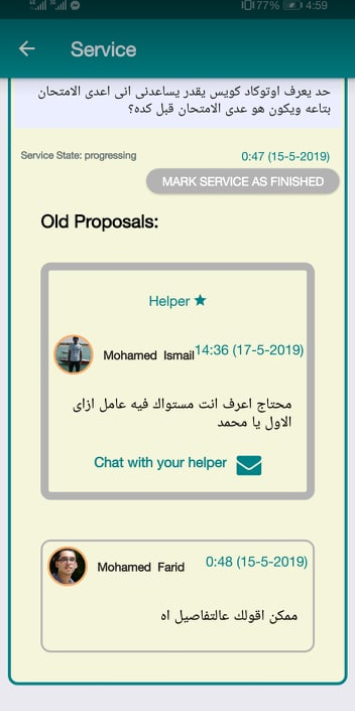 77% 4:59
Service
حد يعرف اوتوكاد كويس يقدر يساعدنى انى اعدى الامتحان
بتاعه ويكون هو عدى الامتحان قبل كده؟
Service State: progressing 0:47 (15-5-2019)
MARK SERVICE AS FINISHED
Old Proposals:
Helper
Mohamed Ismail 14:36 (17-5-2019)
محتاج اعرف انت مستواك فيه عامل ازاى
الاول يا محمد
Chat with your helper
Mohamed Farid 0:48 (15-5-2019)
ممكن اقولك عالتفاصيل اه